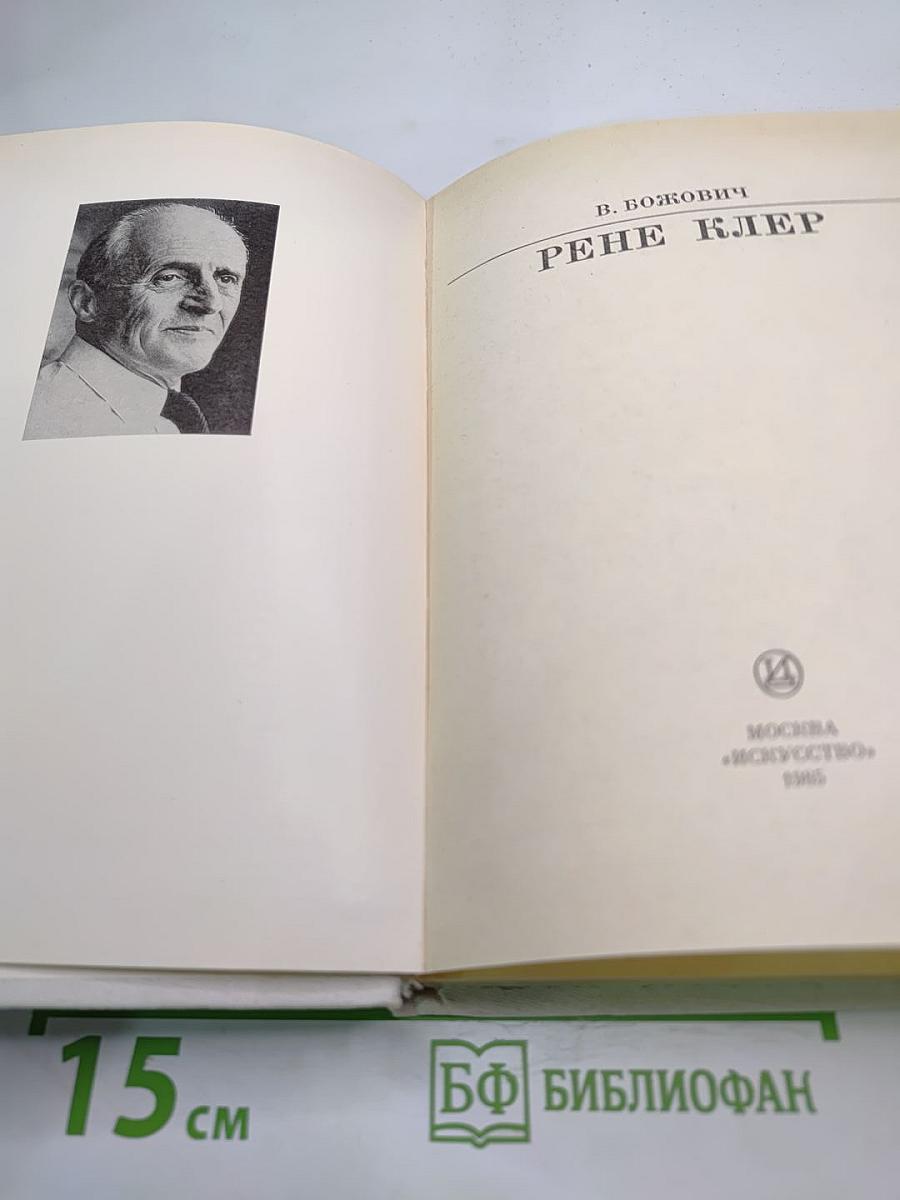 В. БОЖОВИЧ
РЕНЕ КЛЕР
МОСКВА
«ИСКУССТВО»
1985
15 см
БФ БИБЛИОФАН